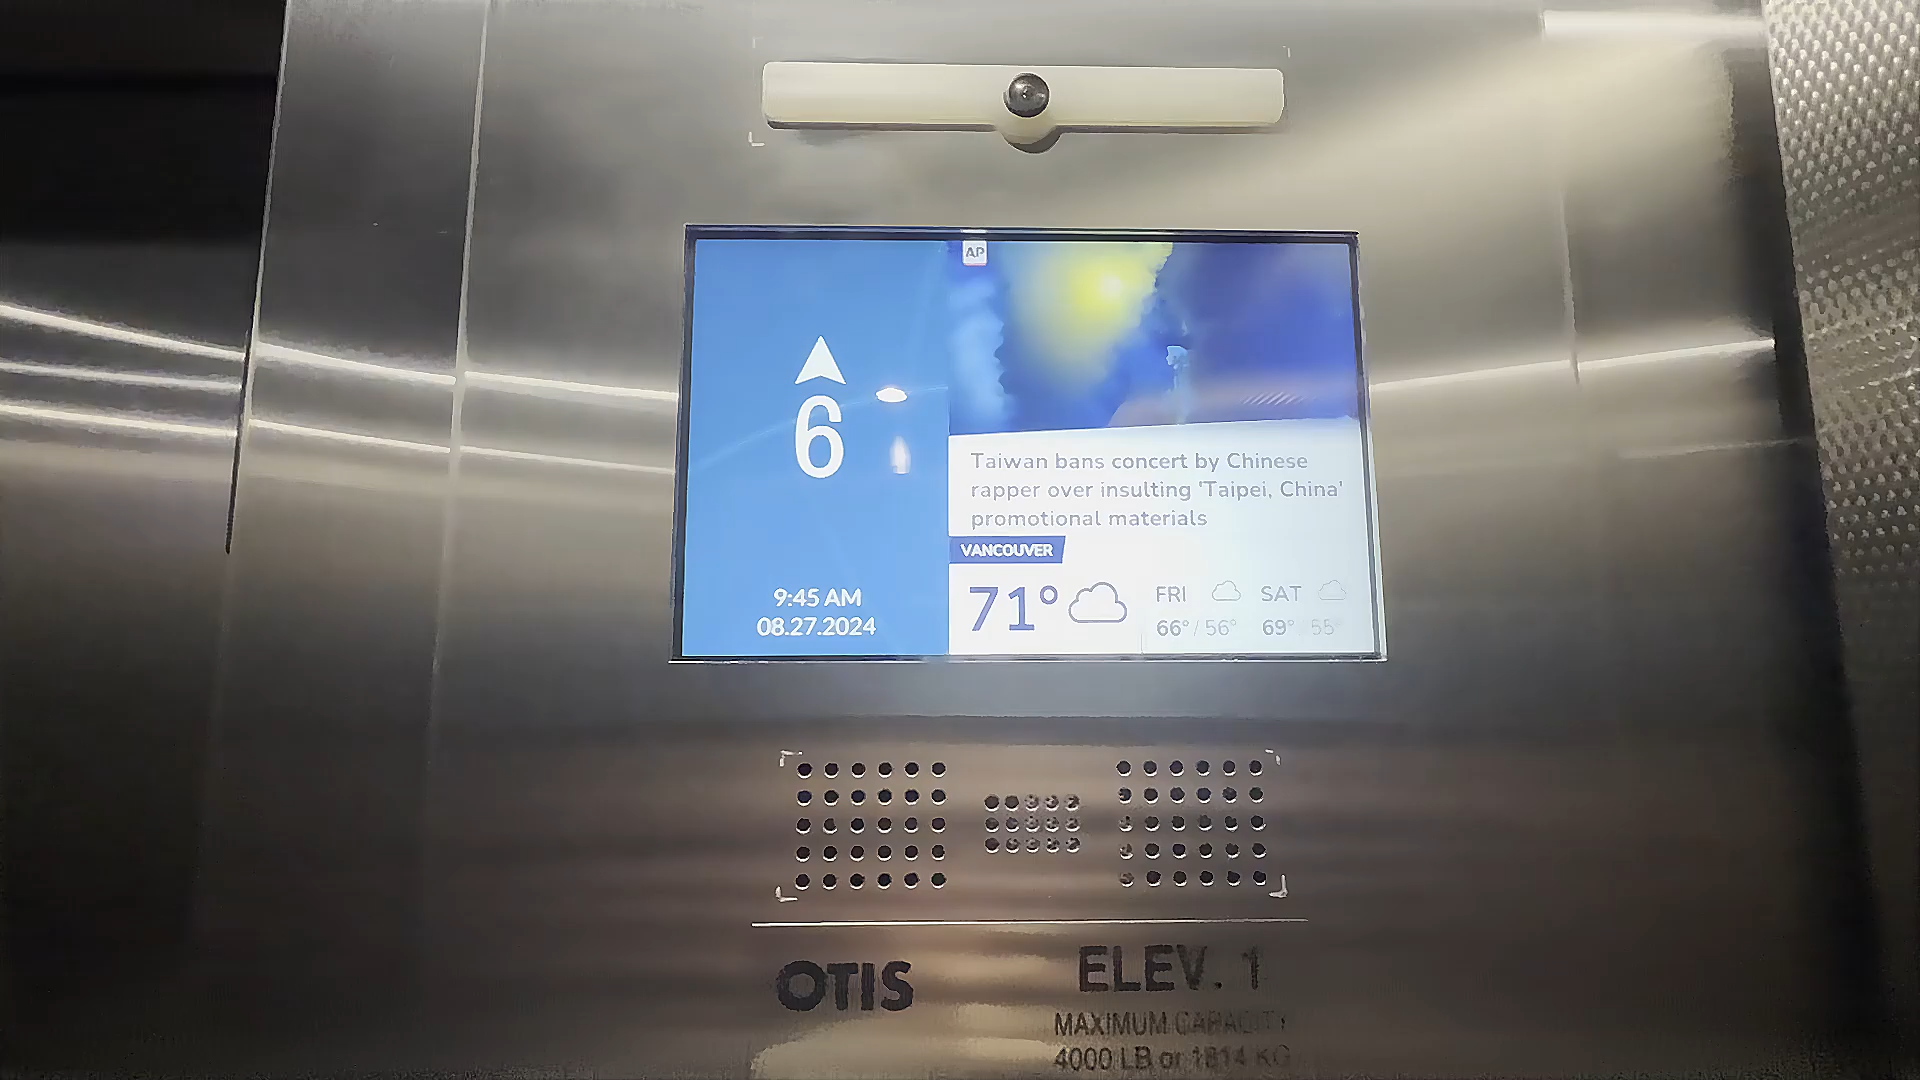 AP
6
Taiwan bans concert by Chinese
rapper over insulting 'Taipei, China'
promotional materials
VANCOUVER
71°
FRI
66° / 56°
SAT
69° 55°
9:45 AM
08.27.2024
OTIS
ELEV. 1
MAXIMUM CAPACITY
4000 LB or 1814 KG